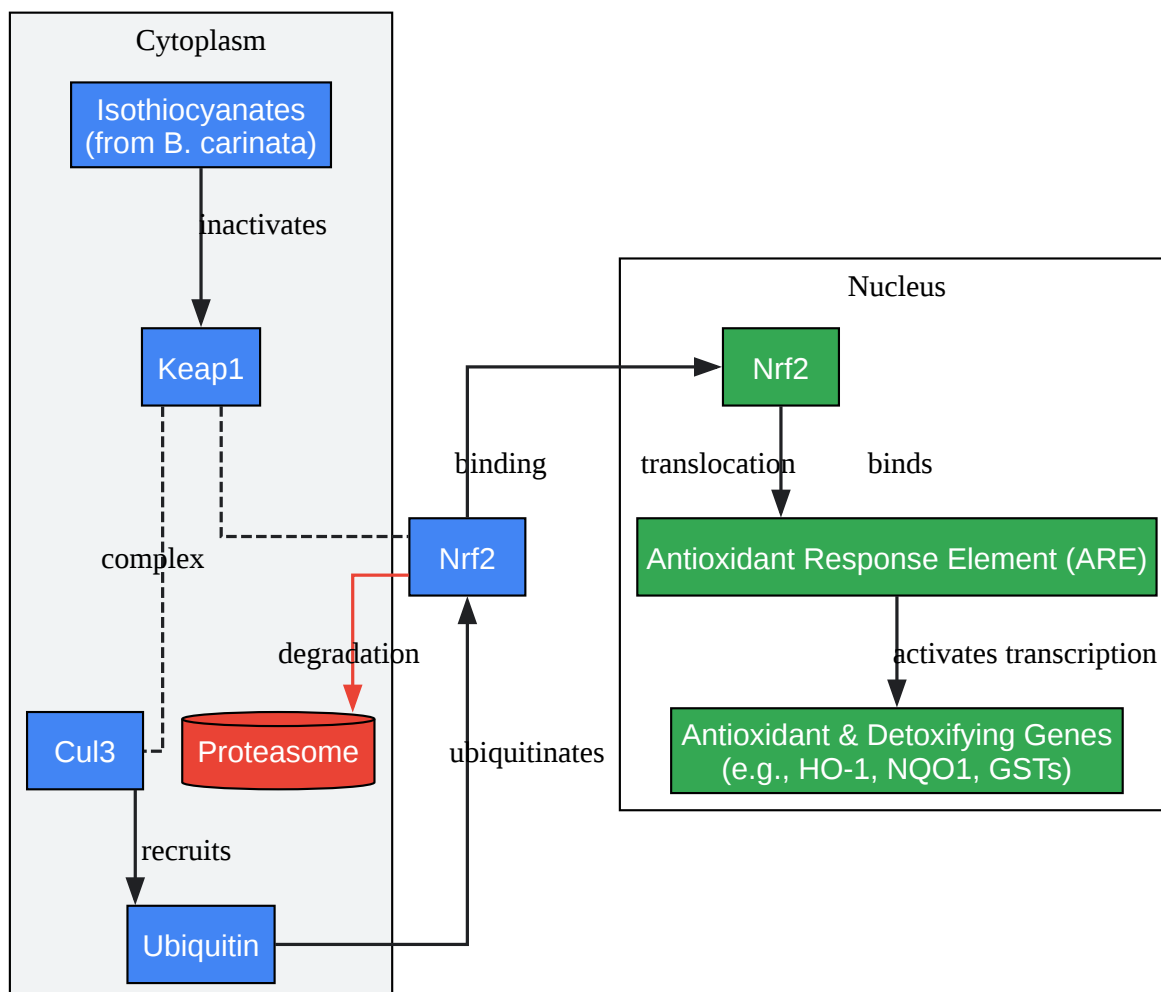 Cytoplasm
Isothiocyanates
(from B. carinata)
inactivates
Nucleus
Keap1
Nrf2
binding
translocation
binds
complex
Nrf2
Antioxidant Response Element (ARE)
degradation
activates transcription
Cul3
Proteasome
ubiquitinates
Antioxidant & Detoxifying Genes
(e.g., HO-1, NQO1, GSTs)
recruits
Ubiquitin